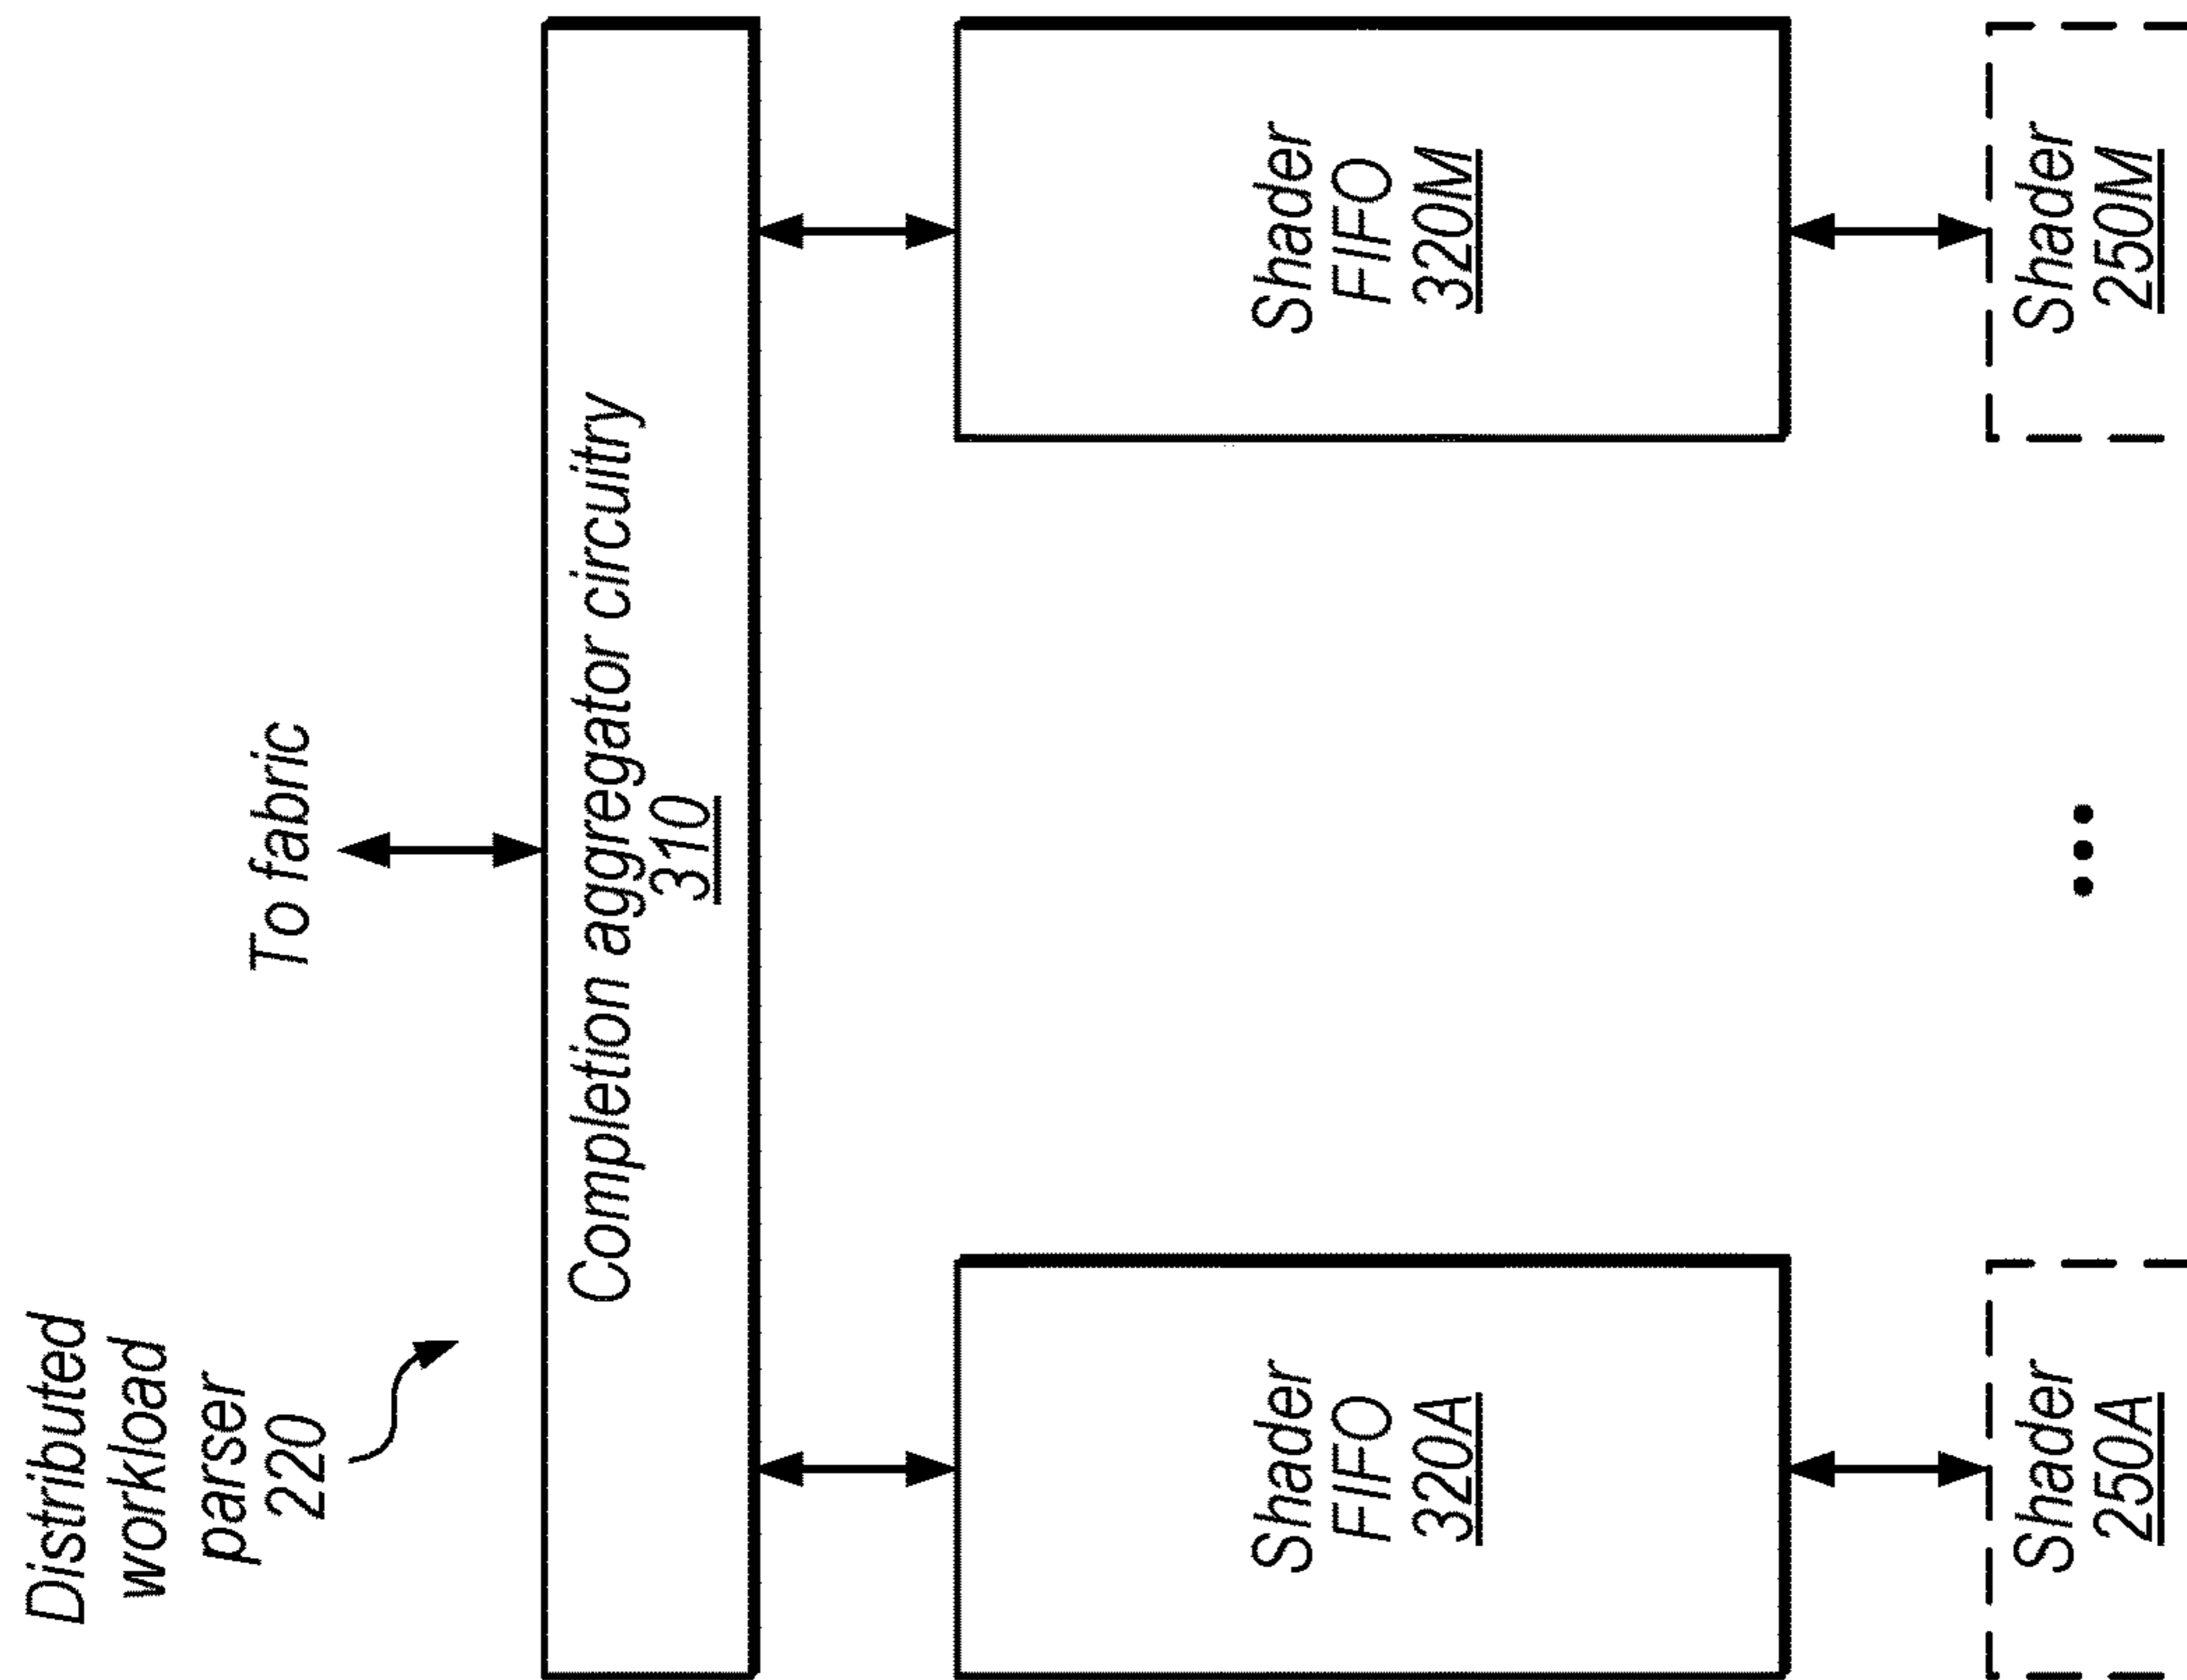 Distributed
workload
parser
220
To fabric
Completion aggregator circuitry
310
Shader
FIFO
320A
Shader
FIFO
320M
Shader
250A
Shader
250M